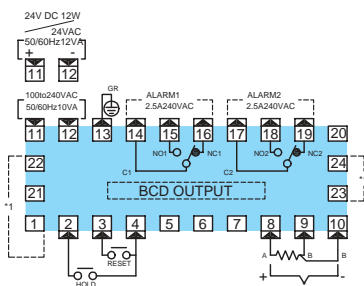 24V DC 12W
24VAC
50/60Hz12VA
+ -
11 12
GR
ALARM1
2.5A240VAC
ALARM2
2.5A240VAC
100to240VAC
50/60Hz10VA
11 12 13 14 15 16 17 18 19 20
NO1 NC1 NO2 NC2
C1 C2
22 24
BCD OUTPUT
21 23
*1 *
1 2 3 4 5 6 7 8 9 10
RESET
HOLD
A B B
+ -